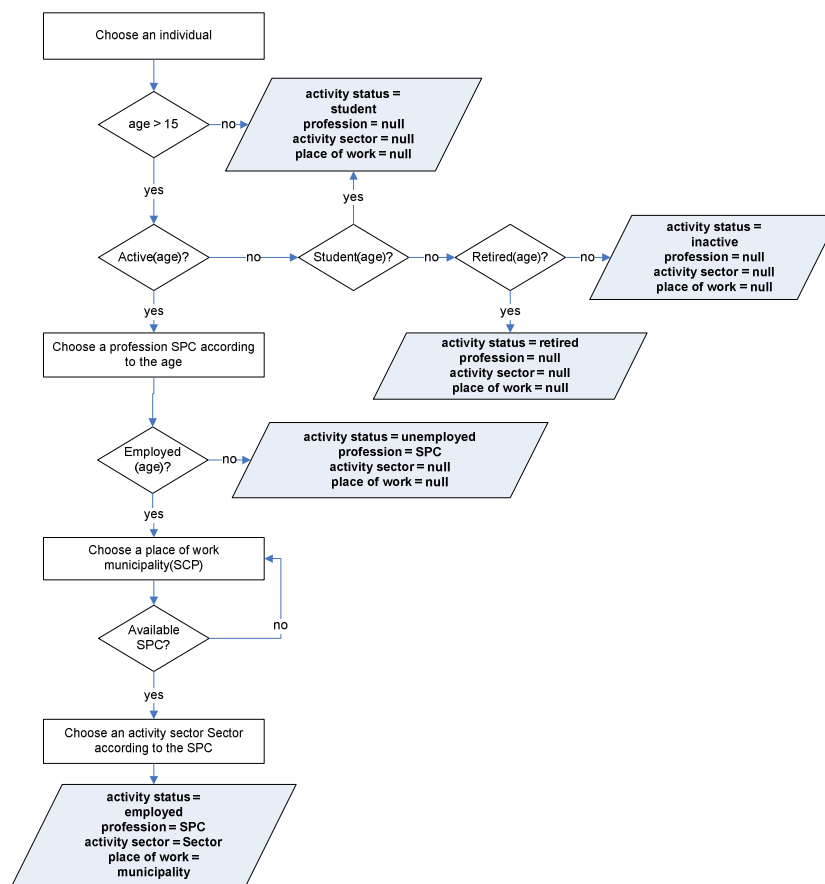 Choose an individual
age > 15
no
activity status =
student
profession = null
activity sector = null
place of work = null
yes
yes
Active(age)?
no
Student(age)?
no
Retired(age)?
no
activity status =
inactive
profession = null
activity sector = null
place of work = null
yes
yes
Choose a profession SPC according
to the age
activity status = retired
profession = null
activity sector = null
place of work = null
Employed
(age)?
no
activity status = unemployed
profession = SPC
activity sector = null
place of work = null
yes
Choose a place of work
municipality(SCP)
Available
SPC?
no
yes
Choose an activity sector Sector
according to the SPC
activity status =
employed
profession = SPC
activity sector = Sector
place of work =
municipality